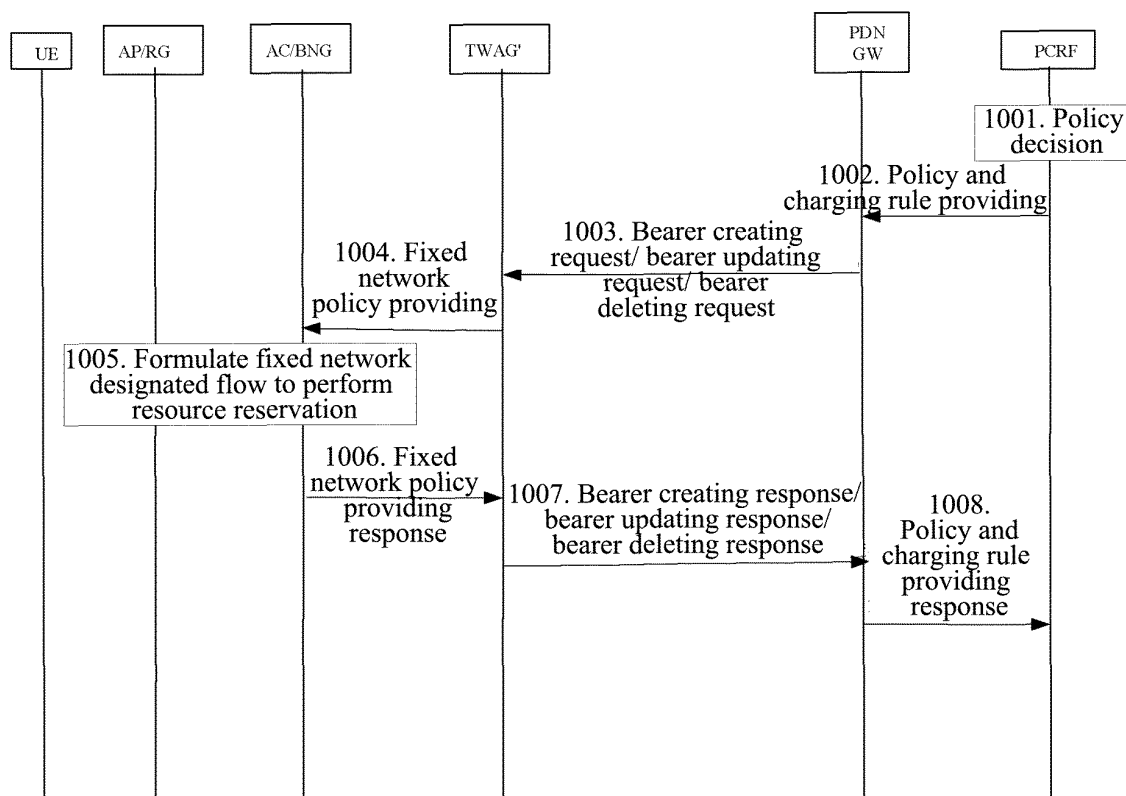 UE
AP/RG
AC/BNG
TWAG'
PDN
GW
PCRF
1001. Policy
decision
1002. Policy and
charging rule providing
1003. Bearer creating
request/ bearer updating
request/ bearer
deleting request
1004. Fixed
network
policy providing
1005. Formulate fixed network
designated flow to perform
resource reservation
1006. Fixed
network policy
providing
response
1007. Bearer creating response/
bearer updating response/
bearer deleting response
1008.
Policy and
charging rule
providing
response